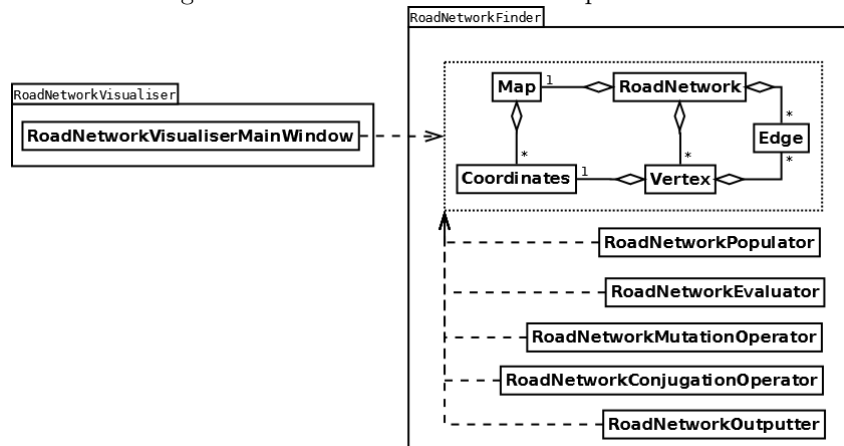 RoadNetworkFinder
Map
1
RoadNetwork
RoadNetworkVisualiser
*
RoadNetworkVisualiserMainWindow
Edge
*
*
*
Coordinates
1
Vertex
RoadNetworkPopulator
RoadNetworkEvaluator
RoadNetworkMutationOperator
RoadNetworkConjugationOperator
RoadNetworkOutputter